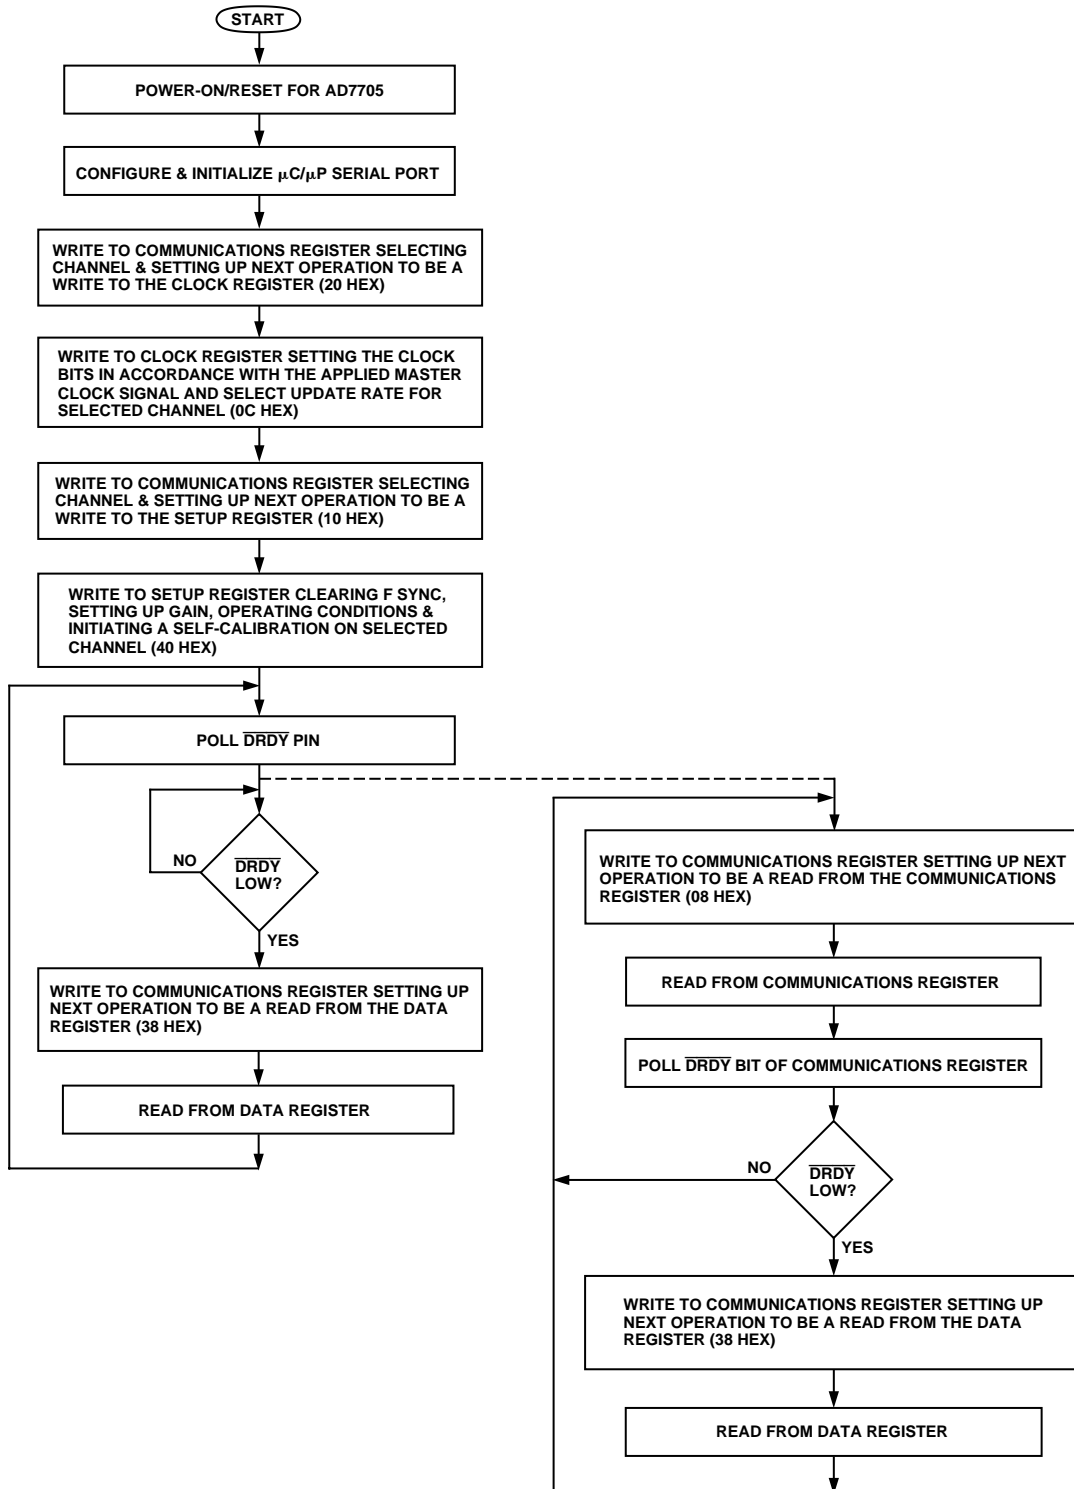 START
POWER-ON/RESET FOR AD7705
CONFIGURE & INITIALIZE μC/μP SERIAL PORT
WRITE TO COMMUNICATIONS REGISTER SELECTING
CHANNEL & SETTING UP NEXT OPERATION TO BE A
WRITE TO THE CLOCK REGISTER (20 HEX)
WRITE TO CLOCK REGISTER SETTING THE CLOCK
BITS IN ACCORDANCE WITH THE APPLIED MASTER
CLOCK SIGNAL AND SELECT UPDATE RATE FOR
SELECTED CHANNEL (0C HEX)
WRITE TO COMMUNICATIONS REGISTER SELECTING
CHANNEL & SETTING UP NEXT OPERATION TO BE A
WRITE TO THE SETUP REGISTER (10 HEX)
WRITE TO SETUP REGISTER CLEARING F SYNC,
SETTING UP GAIN, OPERATING CONDITIONS &
INITIATING A SELF-CALIBRATION ON SELECTED
CHANNEL (40 HEX)
POLL D̅R̅D̅Y̅ PIN
NO
D̅R̅D̅Y̅
LOW?
YES
WRITE TO COMMUNICATIONS REGISTER SETTING UP
NEXT OPERATION TO BE A READ FROM THE DATA
REGISTER (38 HEX)
READ FROM DATA REGISTER
WRITE TO COMMUNICATIONS REGISTER SETTING UP NEXT
OPERATION TO BE A READ FROM THE COMMUNICATIONS
REGISTER (08 HEX)
READ FROM COMMUNICATIONS REGISTER
POLL D̅R̅D̅Y̅ BIT OF COMMUNICATIONS REGISTER
NO
D̅R̅D̅Y̅
LOW?
YES
WRITE TO COMMUNICATIONS REGISTER SETTING UP
NEXT OPERATION TO BE A READ FROM THE DATA
REGISTER (38 HEX)
READ FROM DATA REGISTER